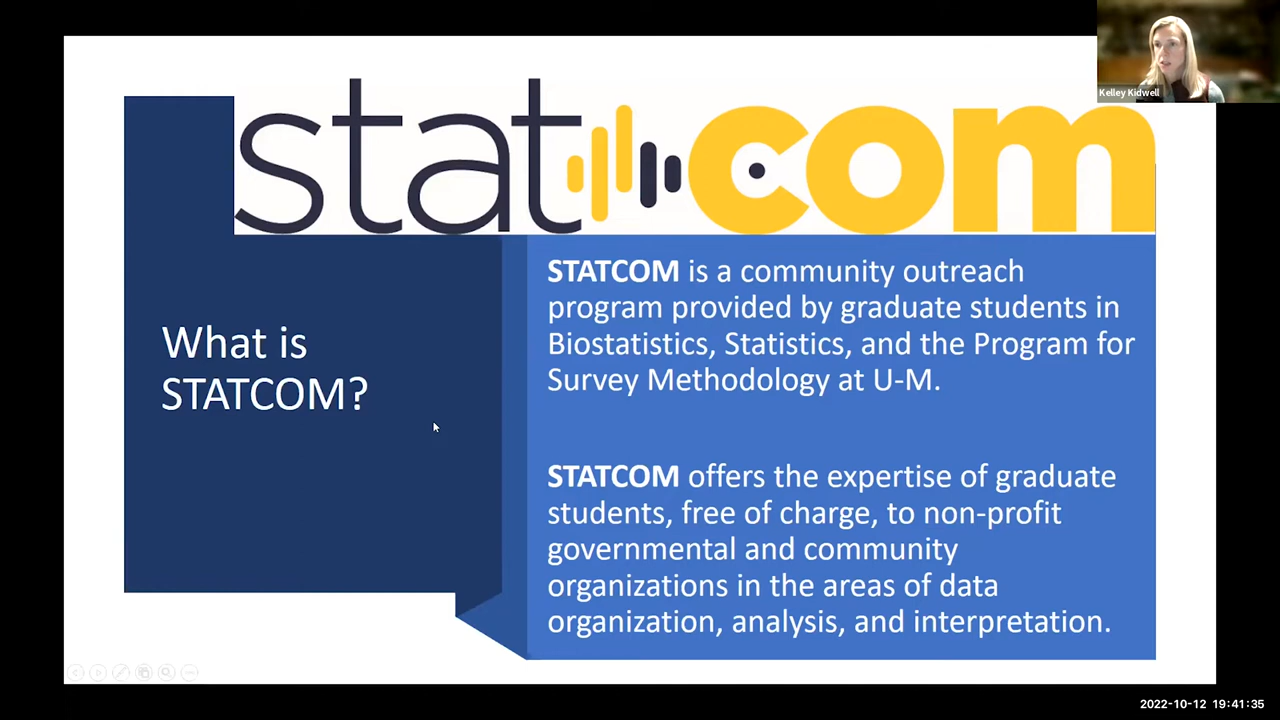 Kelley Kidwell
stat com
What is
STATCOM?
STATCOM is a community outreach
program provided by graduate students in
Biostatistics, Statistics, and the Program for
Survey Methodology at U-M.
STATCOM offers the expertise of graduate
students, free of charge, to non-profit
governmental and community
organizations in the areas of data
organization, analysis, and interpretation.
2022-10-12 19:41:35